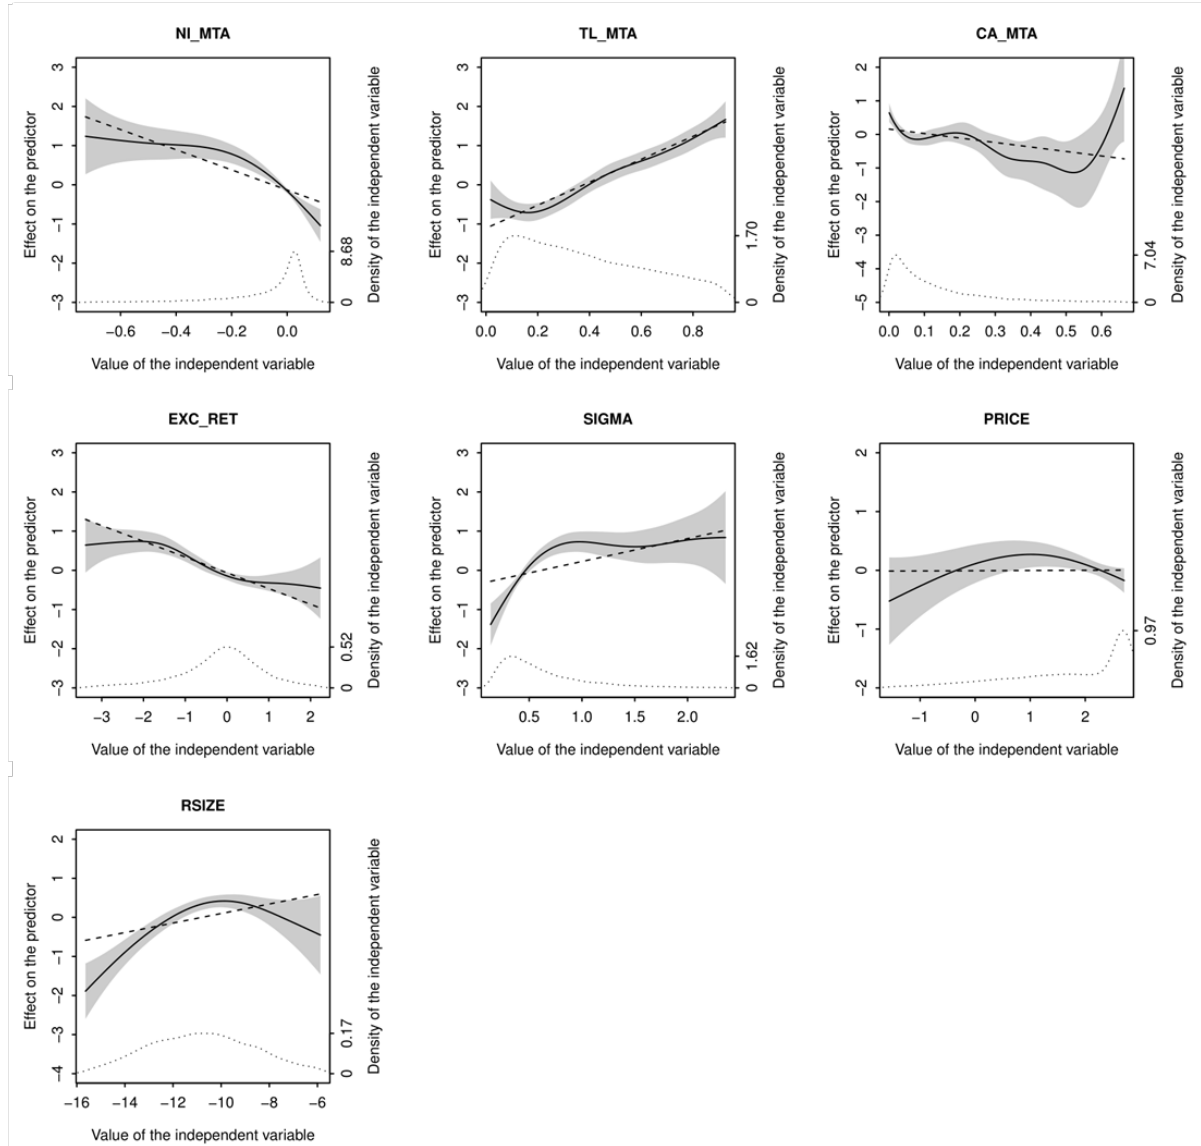 NI_MTA
Effect on the predictor
3
2
1
0
−1
−2
−3
8.68
0
Density of the independent variable
−0.6 −0.4 −0.2 0.0
Value of the independent variable
TL_MTA
Effect on the predictor
3
2
1
0
−1
−2
−3
1.70
0
Density of the independent variable
0.0 0.2 0.4 0.6 0.8
Value of the independent variable
CA_MTA
Effect on the predictor
2
1
0
−1
−2
−3
−4
−5
7.04
0
Density of the independent variable
0.0 0.1 0.2 0.3 0.4 0.5 0.6
Value of the independent variable
EXC_RET
Effect on the predictor
3
2
1
0
−1
−2
−3
0.52
0
Density of the independent variable
−3 −2 −1 0 1 2
Value of the independent variable
SIGMA
Effect on the predictor
3
2
1
0
−1
−2
−3
1.62
0
Density of the independent variable
0.5 1.0 1.5 2.0
Value of the independent variable
PRICE
Effect on the predictor
2
1
0
−1
−2
0.97
0
Density of the independent variable
−1 0 1 2
Value of the independent variable
RSIZE
Effect on the predictor
2
1
0
−1
−2
−3
−4
0.17
0
Density of the independent variable
−16 −14 −12 −10 −8 −6
Value of the independent variable